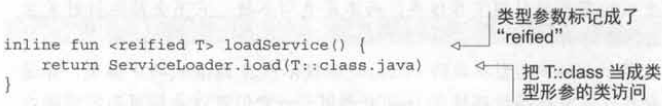 类型参数标记成了
“reified”
inline fun <reified T> loadService() {
return ServiceLoader.load(T::class.java)
把 T::class 当成类
型形参的类访问
}